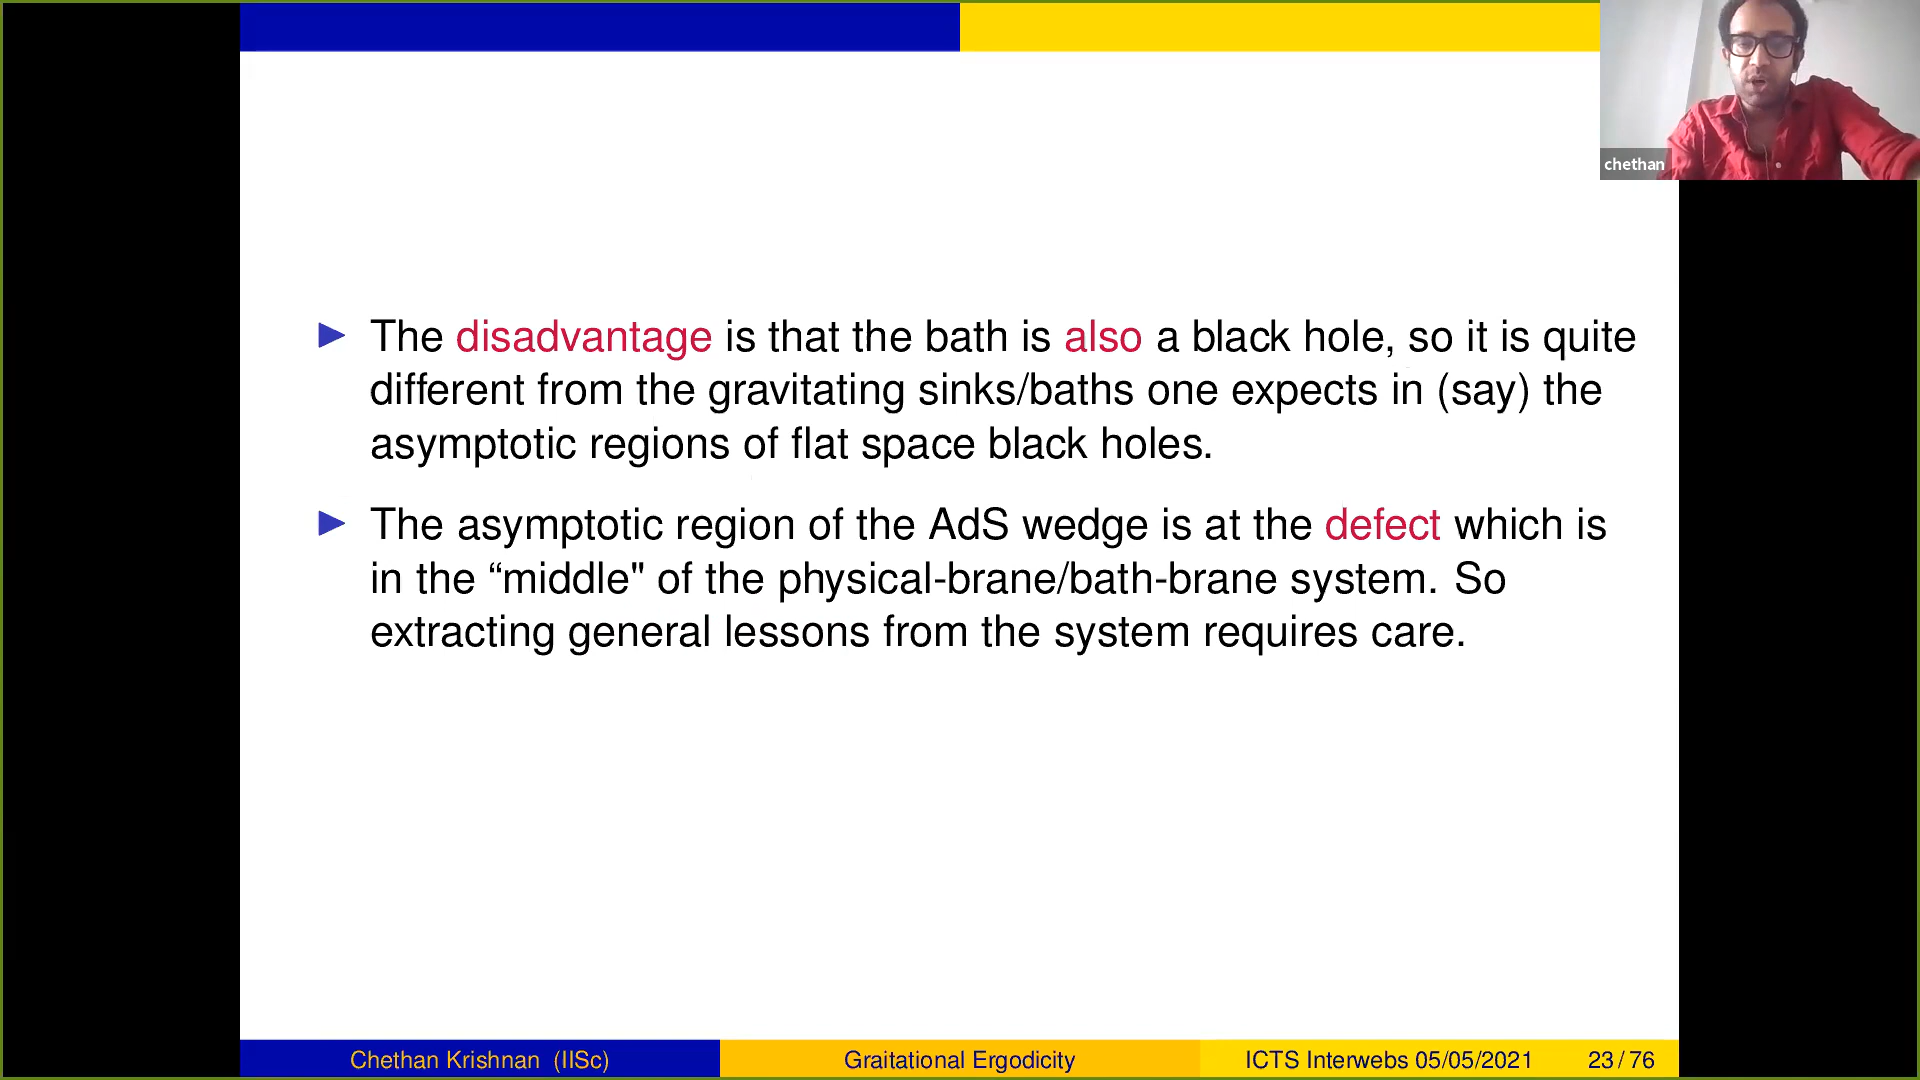 chethan
The disadvantage is that the bath is also a black hole, so it is quite
different from the gravitating sinks/baths one expects in (say) the
asymptotic regions of flat space black holes.
The asymptotic region of the AdS wedge is at the defect which is
in the “middle" of the physical-brane/bath-brane system. So
extracting general lessons from the system requires care.
Chethan Krishnan (IISc) Graitational Ergodicity ICTS Interwebs 05/05/2021 23 / 76